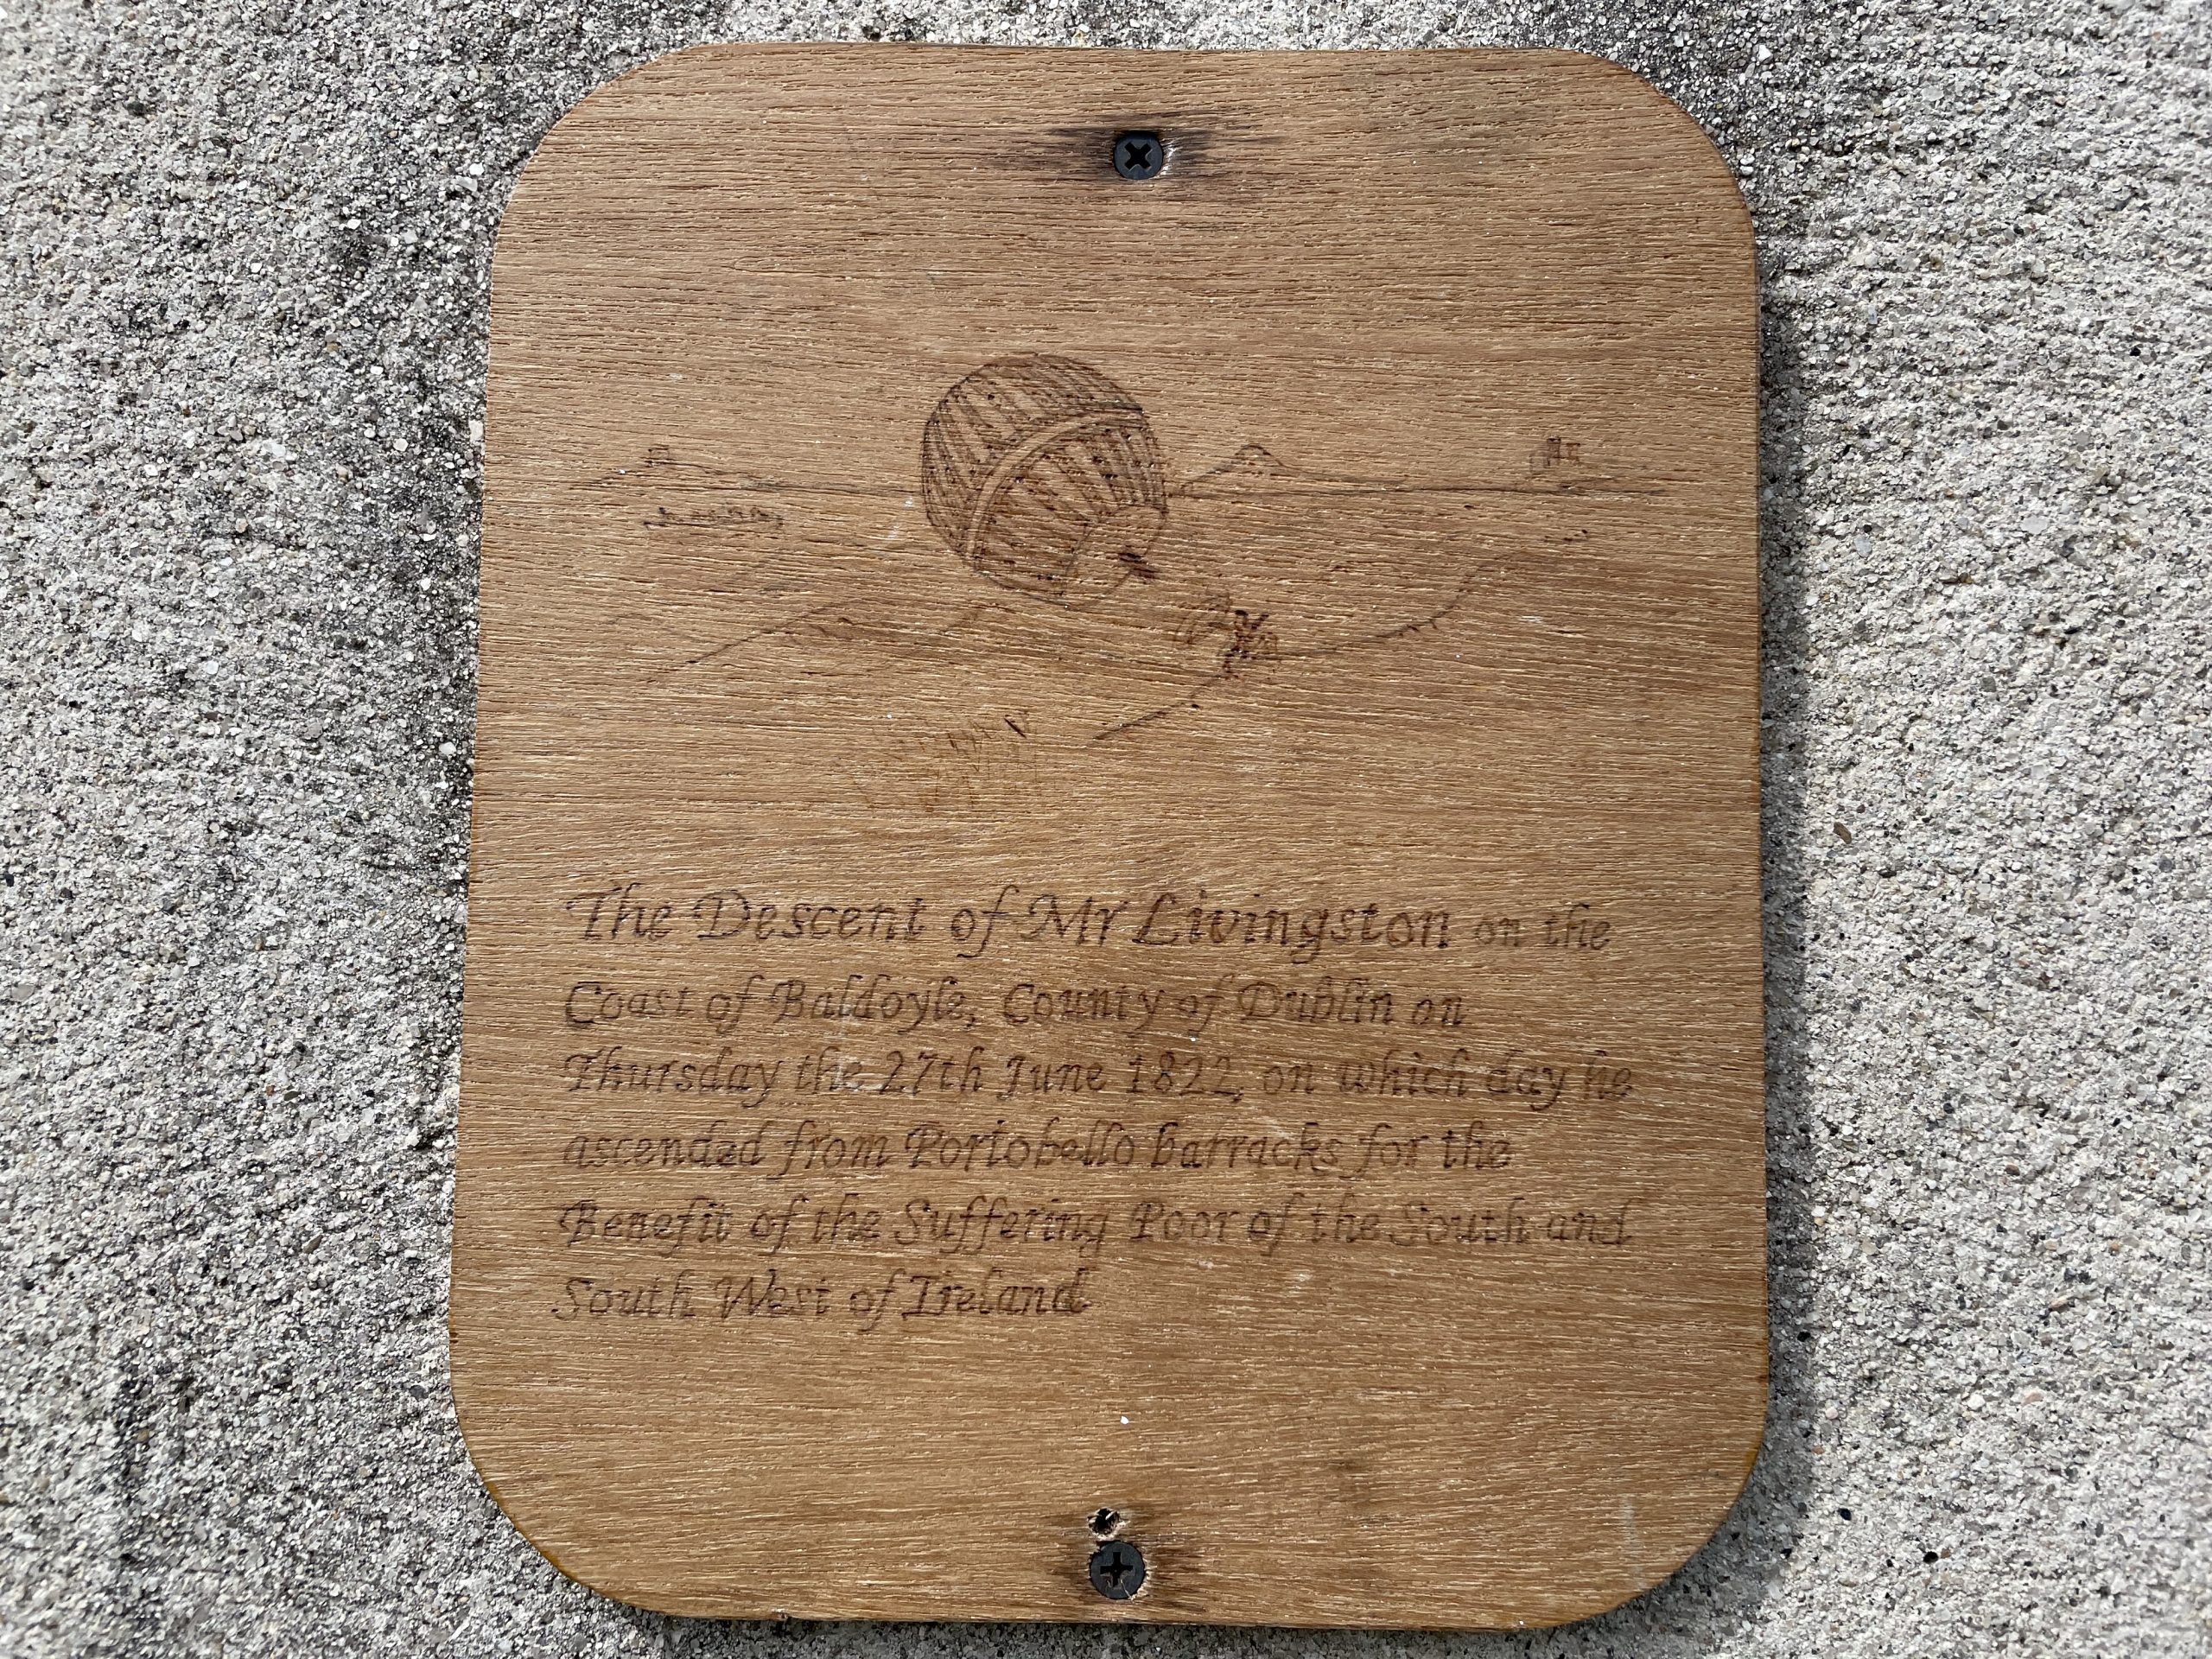 The Descent of Mr Livingston on the
Coast of Baldoyle, County of Dublin on
Thursday the 27th June 1822, on which day he
ascended from Portobello barracks for the
Benefit of the Suffering Poor of the South and
South West of Ireland